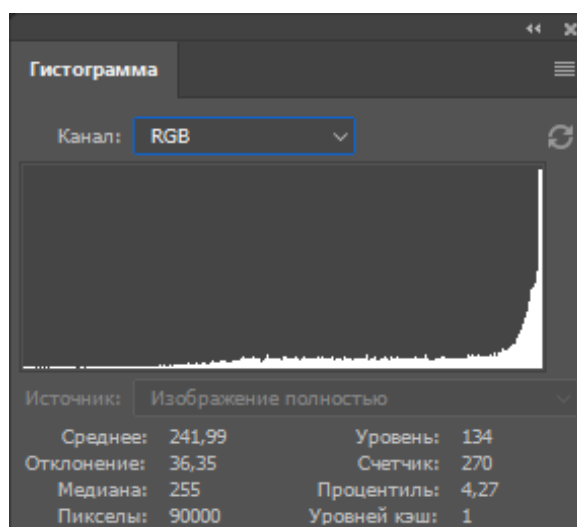 Гистограмма
Канал: RGB
Источник: Изображение полностью
Среднее: 241,99 Уровень: 134
Отклонение: 36,35 Счетчик: 270
Медиана: 255 Процентиль: 4,27
Пикселы: 90000 Уровней кэш: 1